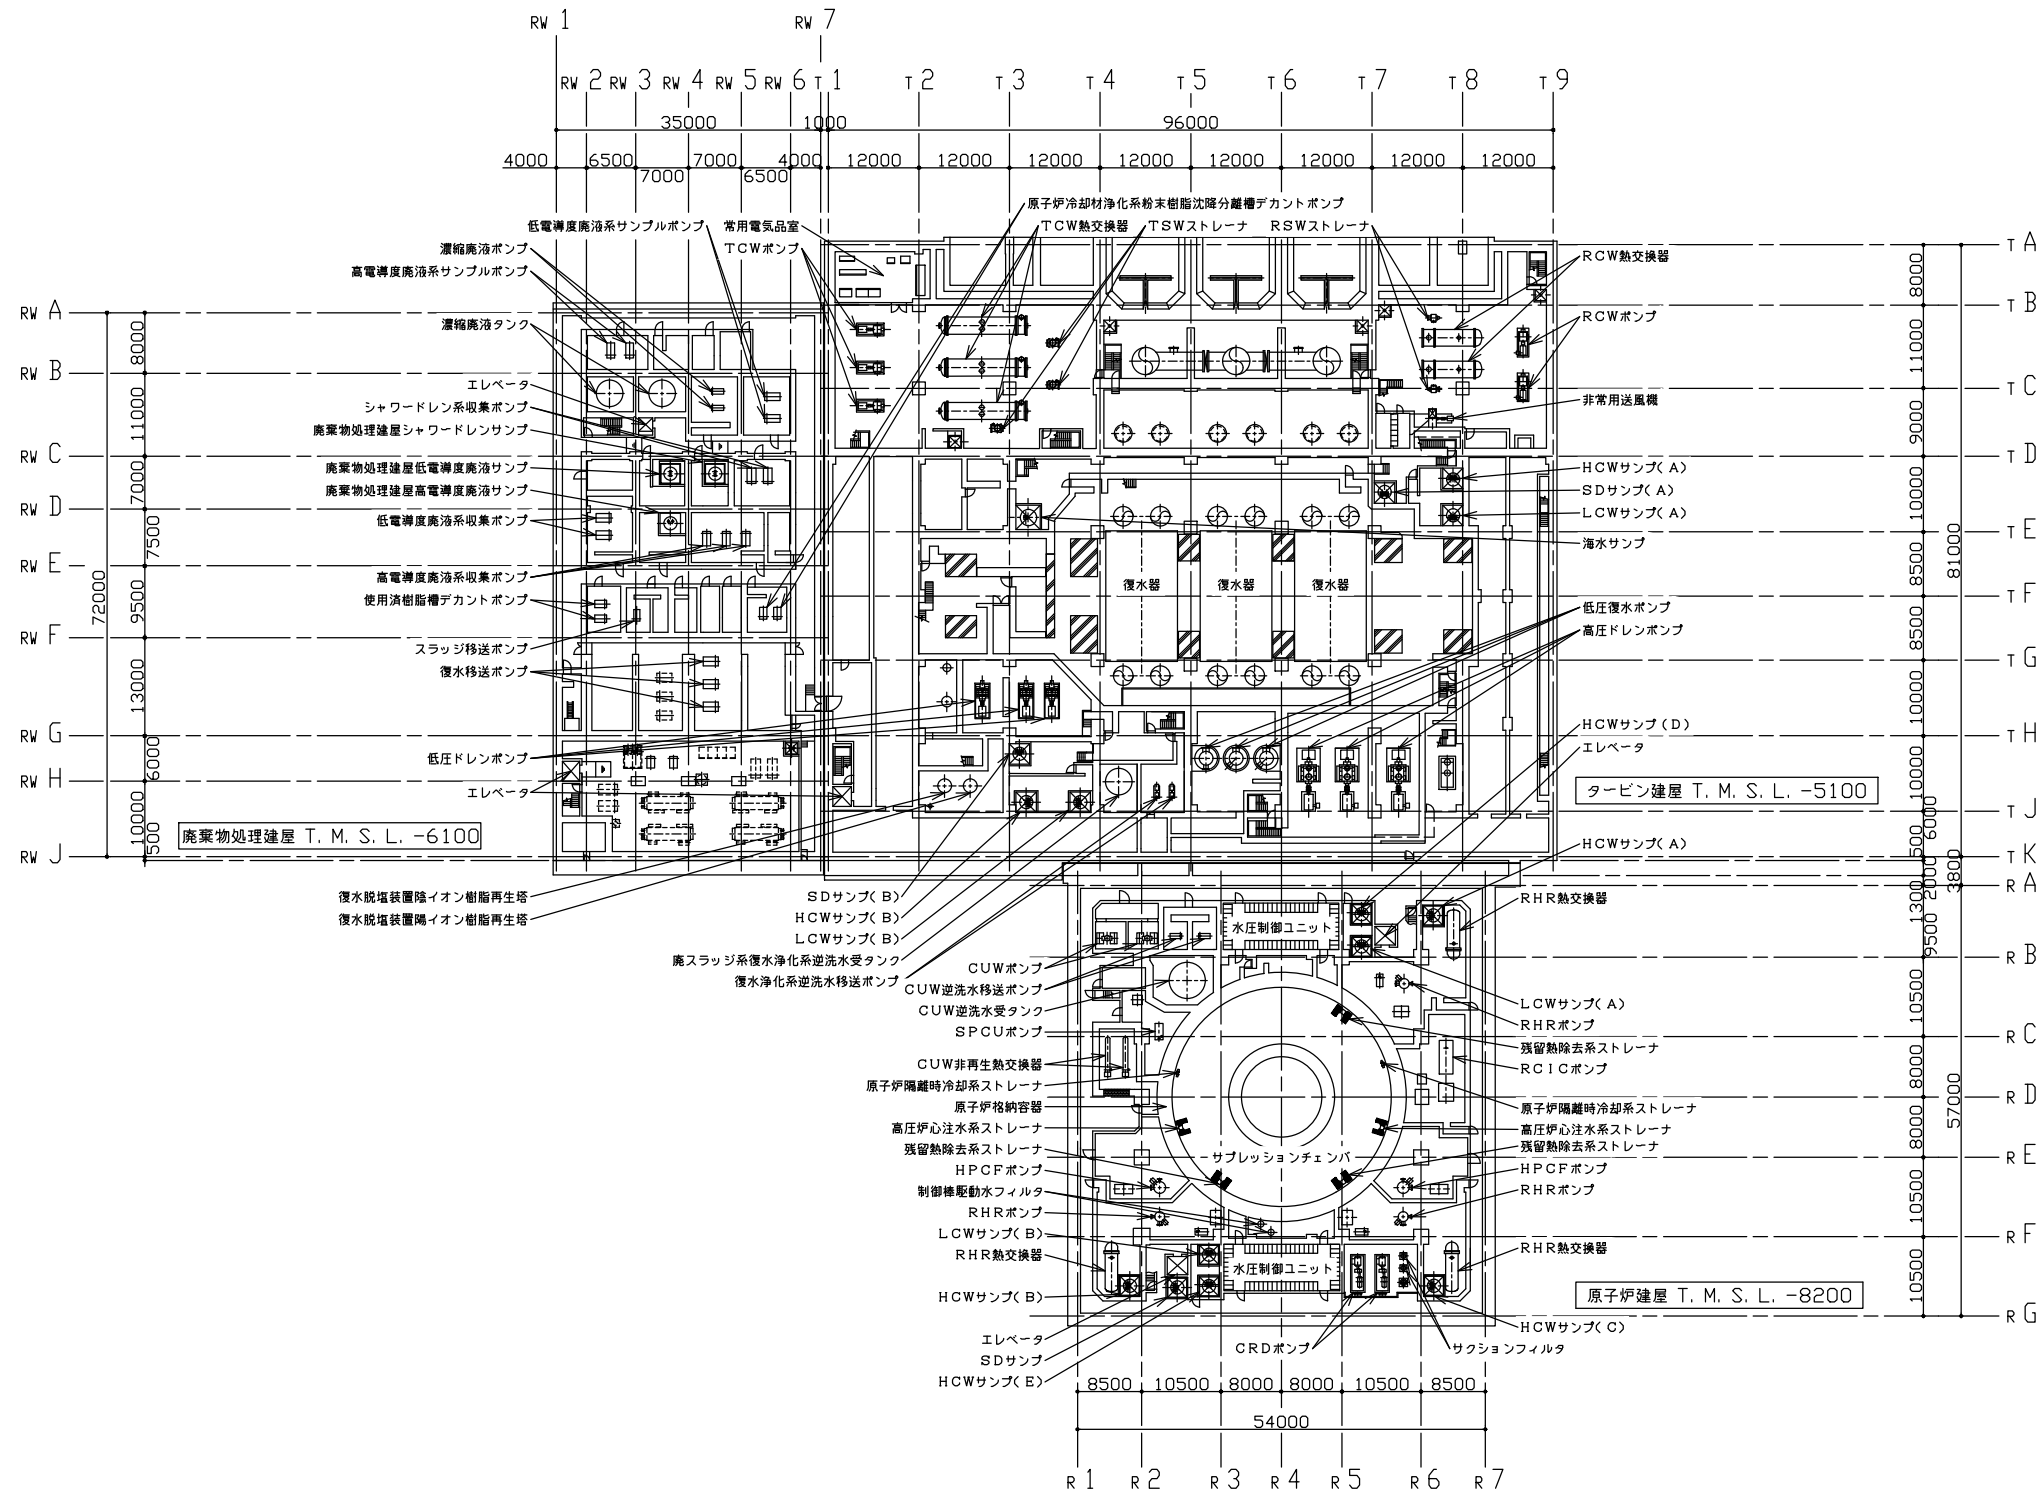 RW 1
RW 7
RW 2
RW 3
RW 4
RW 5
RW 6
T 1
T 2
T 3
T 4
T 5
T 6
T 7
T 8
T 9
35000
1000
96000
4000
6500
7000
7000
6500
4000
12000
12000
12000
12000
12000
12000
12000
12000
原子炉冷却材浄化系粉末樹脂沈降分離槽デカントポンプ
低電導度廃液系サンプルポンプ
常用電気品室
TCW熱交換器
TSWストレーナ
RSWストレーナ
濃縮廃液ポンプ
TCWポンプ
高電導度廃液系サンプルポンプ
濃縮廃液タンク
エレベータ
シャワードレン系収集ポンプ
廃棄物処理建屋シャワードレンサンプ
廃棄物処理建屋低電導度廃液サンプ
廃棄物処理建屋高電導度廃液サンプ
低電導度廃液系収集ポンプ
高電導度廃液系収集ポンプ
使用済樹脂槽デカントポンプ
スラッジ移送ポンプ
復水移送ポンプ
低圧ドレンポンプ
エレベータ
廃棄物処理建屋 T. M. S. L. -6100
復水脱塩装置陰イオン樹脂再生塔
復水脱塩装置陽イオン樹脂再生塔
RW A
RW B
RW C
RW D
RW E
RW F
RW G
RW H
RW J
72000
8000
11000
7000
7500
9500
13000
6000
10000
500
RCW熱交換器
RCWポンプ
非常用送風機
HCWサンプ(A)
SDサンプ(A)
LCWサンプ(A)
海水サンプ
復水器
復水器
復水器
低圧復水ポンプ
高圧ドレンポンプ
HCWサンプ(D)
エレベータ
タービン建屋 T. M. S. L. -5100
HCWサンプ(A)
RHR熱交換器
T A
T B
T C
T D
T E
T F
T G
T H
T J
T K
R A
R B
R C
R D
R E
R F
R G
8000
11000
9000
10000
8500
8500
10000
10000
6000
500
2000
1300
9500
10500
8000
8000
10500
10500
81000
3800
57000
SDサンプ(B)
HCWサンプ(B)
LCWサンプ(B)
廃スラッジ系復水浄化系逆洗水受タンク
復水浄化系逆洗水移送ポンプ
水圧制御ユニット
CUWポンプ
CUW逆洗水移送ポンプ
CUW逆洗水受タンク
SPCUポンプ
CUW非再生熱交換器
原子炉隔離時冷却系ストレーナ
原子炉格納容器
高圧炉心注水系ストレーナ
残留熱除去系ストレーナ
HPCFポンプ
制御棒駆動水フィルタ
RHRポンプ
LCWサンプ(B)
RHR熱交換器
HCWサンプ(B)
エレベータ
SDサンプ
HCWサンプ(E)
サプレッションチェンバ
水圧制御ユニット
LCWサンプ(A)
RHRポンプ
残留熱除去系ストレーナ
RCICポンプ
原子炉隔離時冷却系ストレーナ
高圧炉心注水系ストレーナ
残留熱除去系ストレーナ
HPCFポンプ
RHRポンプ
RHR熱交換器
原子炉建屋 T. M. S. L. -8200
HCWサンプ(C)
CRDポンプ
サクションフィルタ
8500
10500
8000
8000
10500
8500
54000
R 1
R 2
R 3
R 4
R 5
R 6
R 7